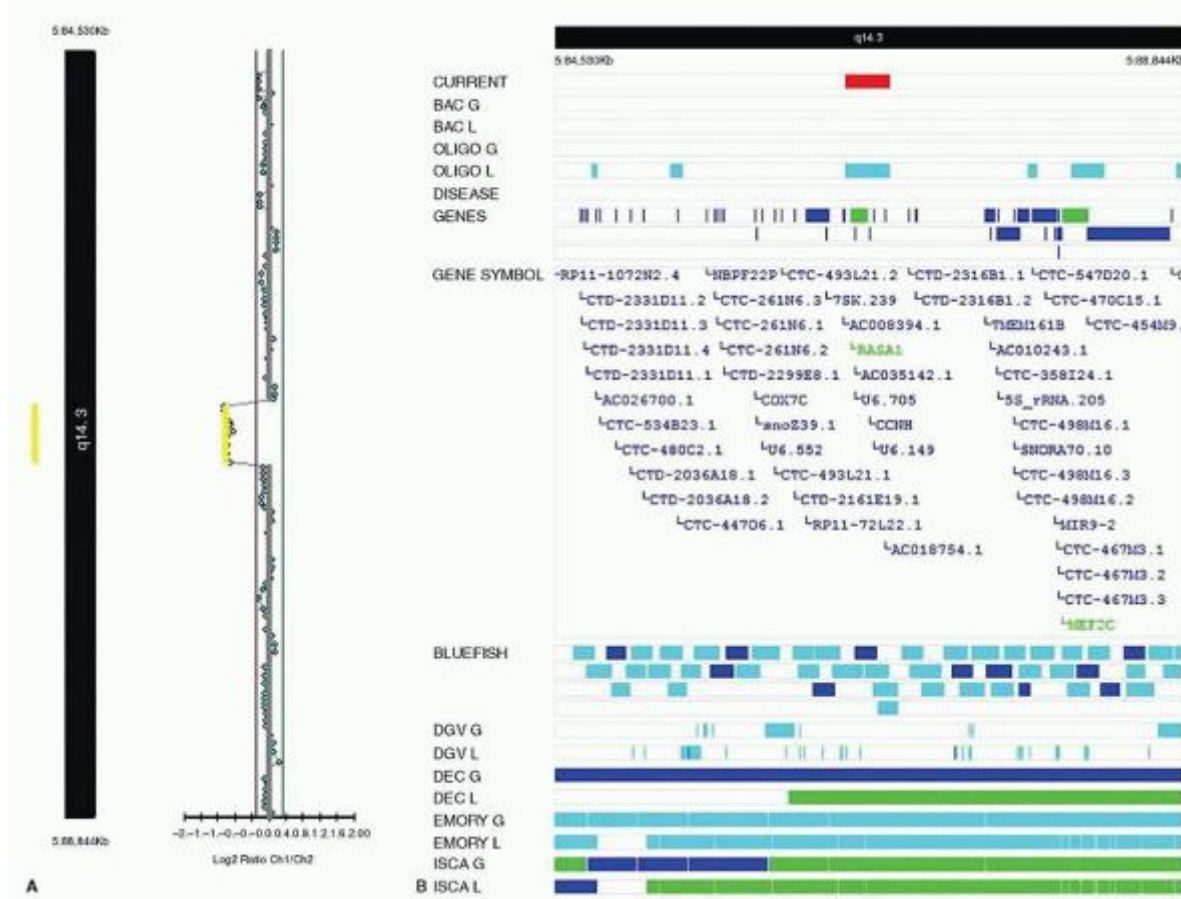 5:84,530Kb
q14.3
5:88,844Kb
Log2 Ratio Ch1/Ch2
A
q14.3
5:84,530Kb 5:88,844K
CURRENT
BAC G
BAC L
OLIGO G
OLIGO L
DISEASE
GENES
GENE SYMBOL RP11-1072N2.4 NBPF22P CTC-493L21.2 CTD-2316B1.1 CTC-547D20.1
CTD-2331D11.2 CTC-261N6.3 7SK.239 CTD-2316B1.2 CTC-470C15.1
CTD-2331D11.3 CTC-261N6.1 AC008394.1 TMEM161B CTC-454M9.
CTD-2331D11.4 CTC-261N6.2 RASA1 AC010243.1
CTD-2331D11.1 CTD-2299E8.1 AC035142.1 CTC-358I24.1
AC026700.1 COX7C U6.705 5S_rRNA.205
CTC-534B23.1 snoZ39.1 CCNH CTC-498M16.1
CTC-480C2.1 U6.552 U6.149 SNORA70.10
CTD-2036A18.1 CTC-493L21.1 CTC-498M16.3
CTD-2036A18.2 CTD-2161E19.1 CTC-498M16.2
CTC-447O6.1 RP11-72L22.1 MIR9-2
AC018754.1 CTC-467M3.1
CTC-467M3.2
CTC-467M3.3
MEF2C
BLUEFISH
DGV G
DGV L
DEC G
DEC L
EMORY G
EMORY L
ISCA G
B ISCA L